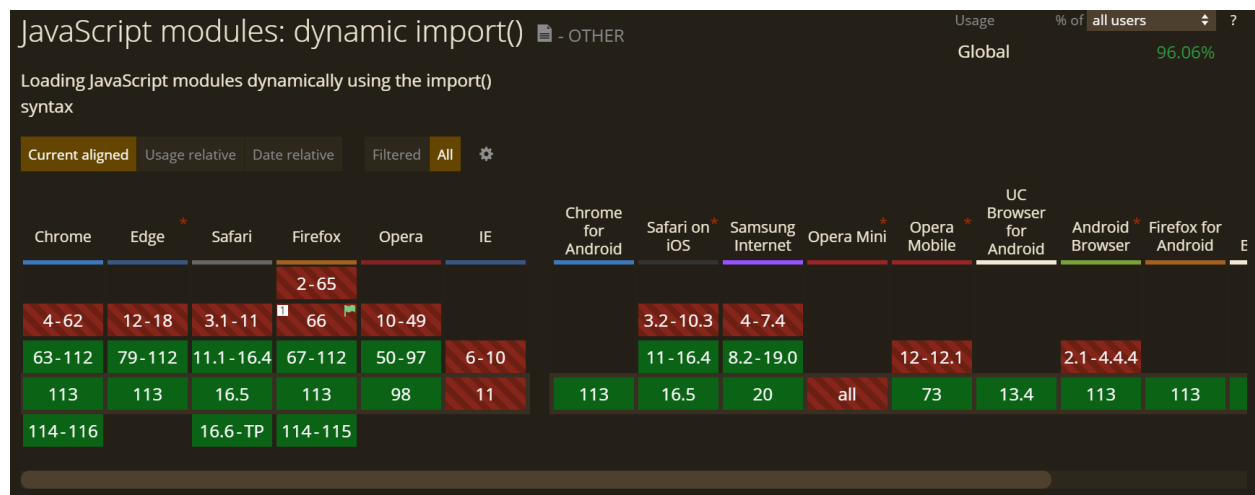 JavaScript modules: dynamic import() - OTHER
Usage % of all users ?
Global 96.06%
Loading JavaScript modules dynamically using the import()
syntax
Current aligned Usage relative Date relative Filtered All
Chrome Edge * Safari Firefox Opera IE Chrome for Android Safari on iOS * Samsung Internet Opera Mini * Opera Mobile * UC Browser for Android Android Browser * Firefox for Android E
2-65
4-62 12-18 3.1-11 1 66 10-49 3.2-10.3 4-7.4
63-112 79-112 11.1-16.4 67-112 50-97 6-10 11-16.4 8.2-19.0 12-12.1 2.1-4.4.4
113 113 16.5 113 98 11 113 16.5 20 all 73 13.4 113 113
114-116 16.6-TP 114-115